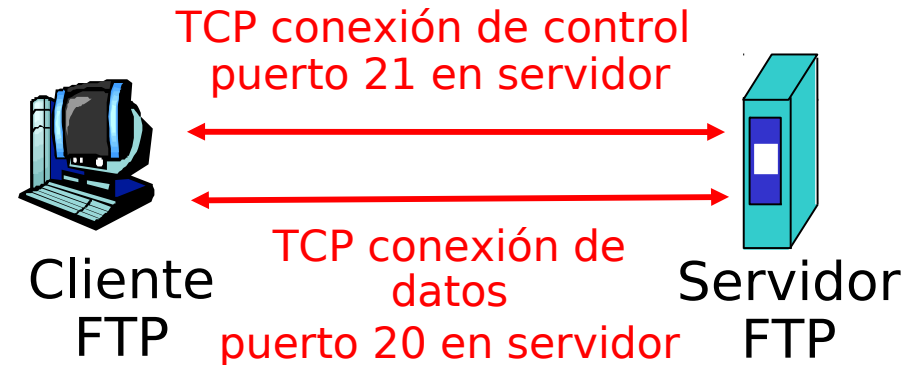 TCP conexión de control
puerto 21 en servidor
TCP conexión de
datos
puerto 20 en servidor
Cliente
FTP
Servidor
FTP